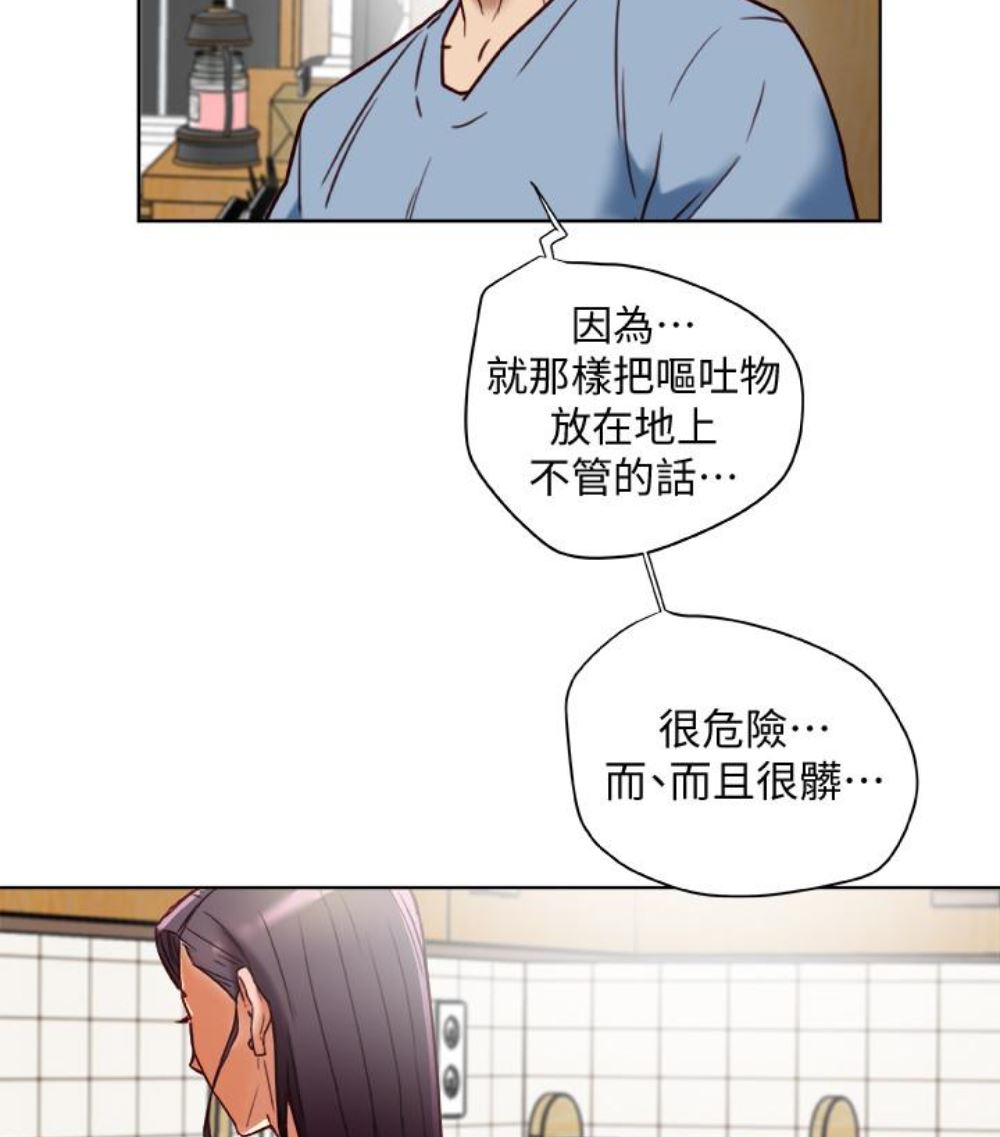 因為…
就那樣把嘔吐物
放在地上
不管的話…
很危險…
而、而且很髒…